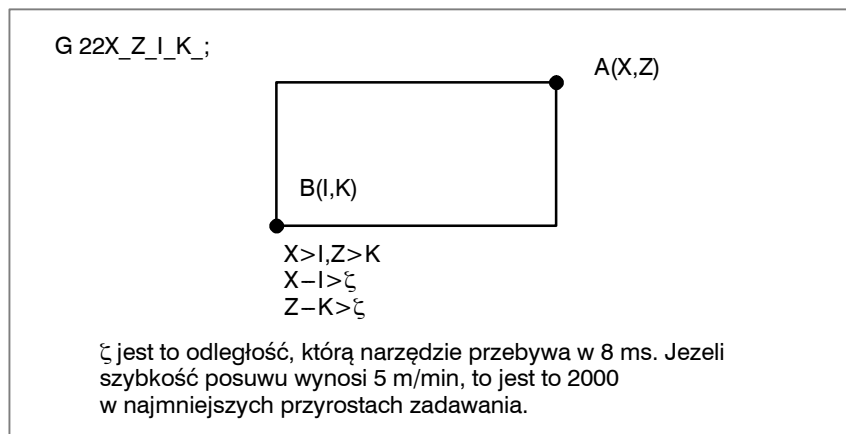 G 22X_Z_I_K_;
A(X,Z)
B(I,K)
X>I,Z>K
X−I>ζ
Z−K>ζ
ζ jest to odległość, którą narzędzie przebywa w 8 ms. Jezeli
szybkość posuwu wynosi 5 m/min, to jest to 2000
w najmniejszych przyrostach zadawania.